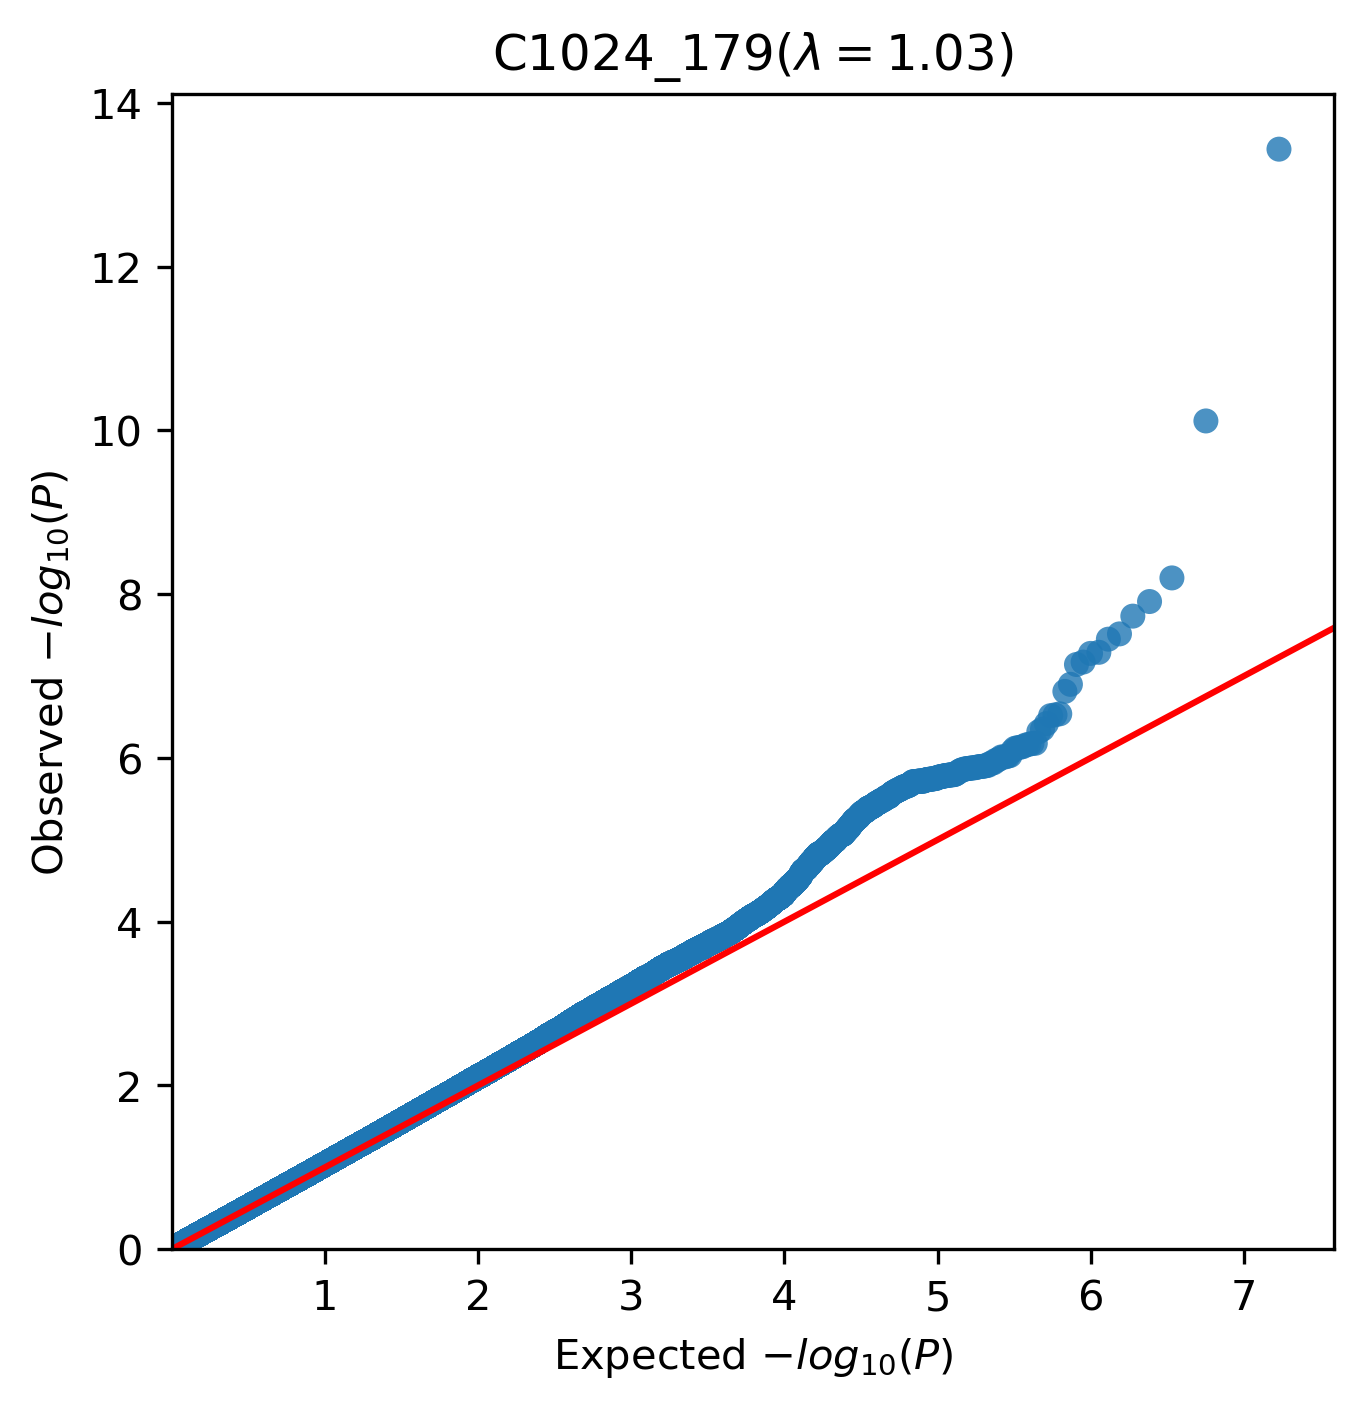 C1024_179(λ = 1.03)
14
12
10
8
6
4
2
0
Observed −log₁₀(P)
1 2 3 4 5 6 7
Expected −log₁₀(P)